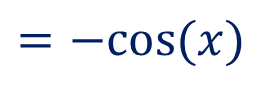 = −cos(x)